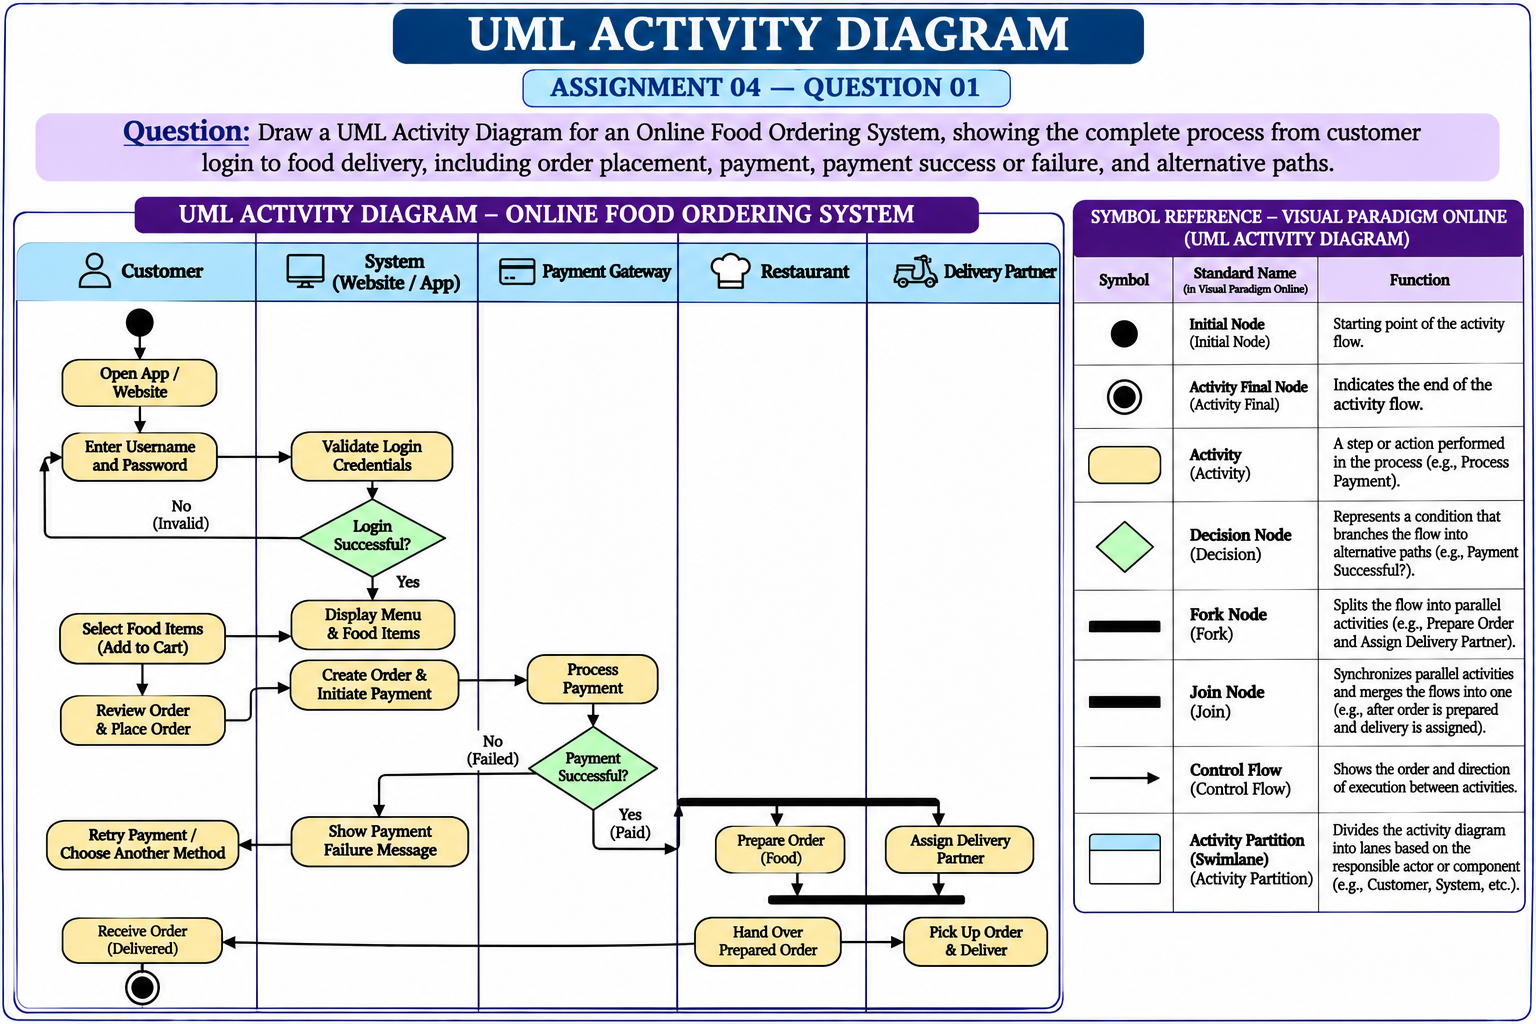 UML ACTIVITY DIAGRAM
ASSIGNMENT 04 — QUESTION 01
Question: Draw a UML Activity Diagram for an Online Food Ordering System, showing the complete process from customer
login to food delivery, including order placement, payment, payment success or failure, and alternative paths.
UML ACTIVITY DIAGRAM – ONLINE FOOD ORDERING SYSTEM
Customer
System
(Website / App)
Payment Gateway
Restaurant
Delivery Partner
Open App /
Website
Enter Username
and Password
Validate Login
Credentials
No
(Invalid)
Login
Successful?
Yes
Select Food Items
(Add to Cart)
Display Menu
& Food Items
Review Order
& Place Order
Create Order &
Initiate Payment
Process
Payment
No
(Failed)
Payment
Successful?
Yes
(Paid)
Retry Payment /
Choose Another Method
Show Payment
Failure Message
Prepare Order
(Food)
Assign Delivery
Partner
Receive Order
(Delivered)
Hand Over
Prepared Order
Pick Up Order
& Deliver
SYMBOL REFERENCE – VISUAL PARADIGM ONLINE
(UML ACTIVITY DIAGRAM)
Symbol
Standard Name
(in Visual Paradigm Online)
Function
Initial Node
(Initial Node)
Starting point of the activity
flow.
Activity Final Node
(Activity Final)
Indicates the end of the
activity flow.
Activity
(Activity)
A step or action performed
in the process (e.g., Process
Payment).
Decision Node
(Decision)
Represents a condition that
branches the flow into
alternative paths (e.g., Payment
Successful?).
Fork Node
(Fork)
Splits the flow into parallel
activities (e.g., Prepare Order
and Assign Delivery Partner).
Join Node
(Join)
Synchronizes parallel activities
and merges the flows into one
(e.g., after order is prepared
and delivery is assigned).
Control Flow
(Control Flow)
Shows the order and direction
of execution between activities.
Activity Partition
(Swimlane)
(Activity Partition)
Divides the activity diagram
into lanes based on the
responsible actor or component
(e.g., Customer, System, etc.).